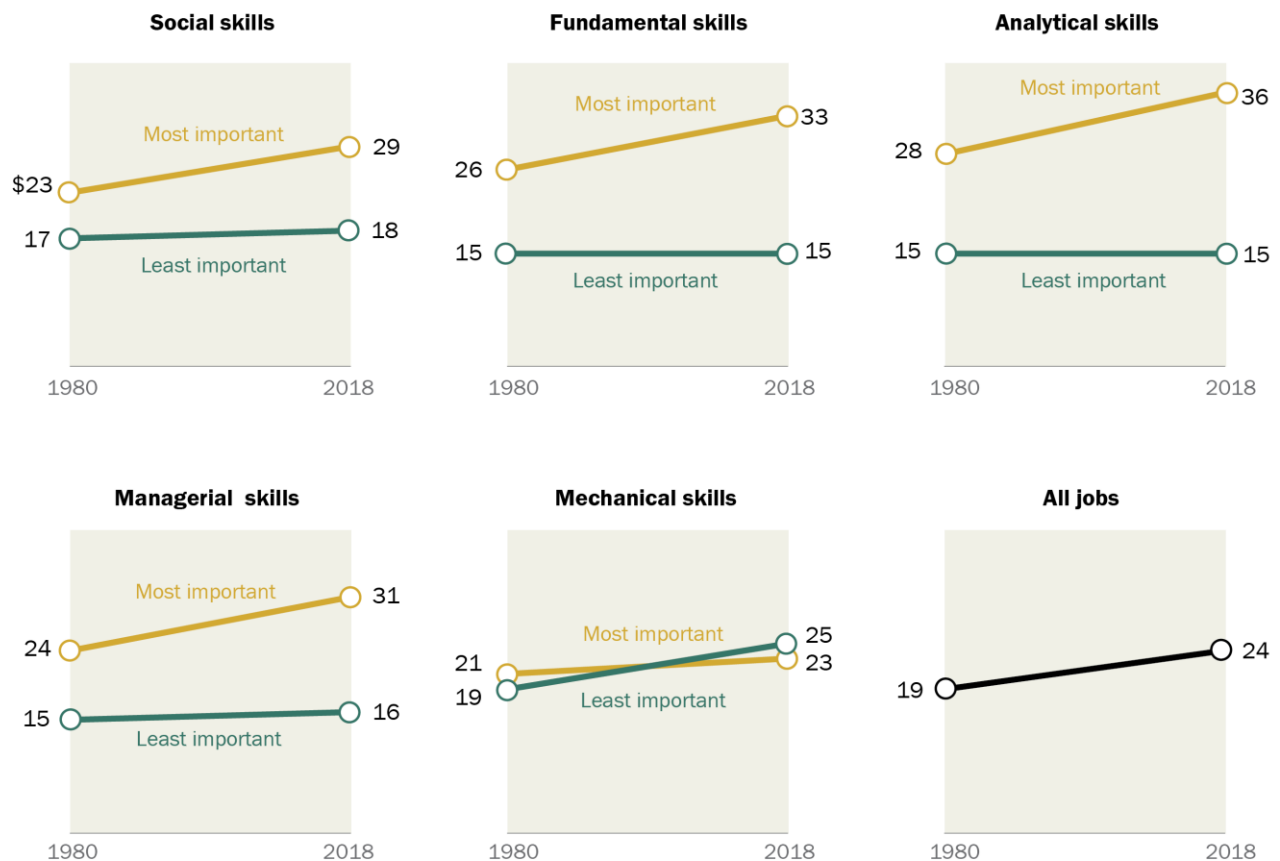 Social skills
Most important
29
$23
17
18
Least important
1980
2018
Fundamental skills
Most important
33
26
15
15
Least important
1980
2018
Analytical skills
Most important
36
28
15
15
Least important
1980
2018
Managerial skills
Most important
31
24
15
16
Least important
1980
2018
Mechanical skills
Most important
25
21
23
19
Least important
1980
2018
All jobs
24
19
1980
2018